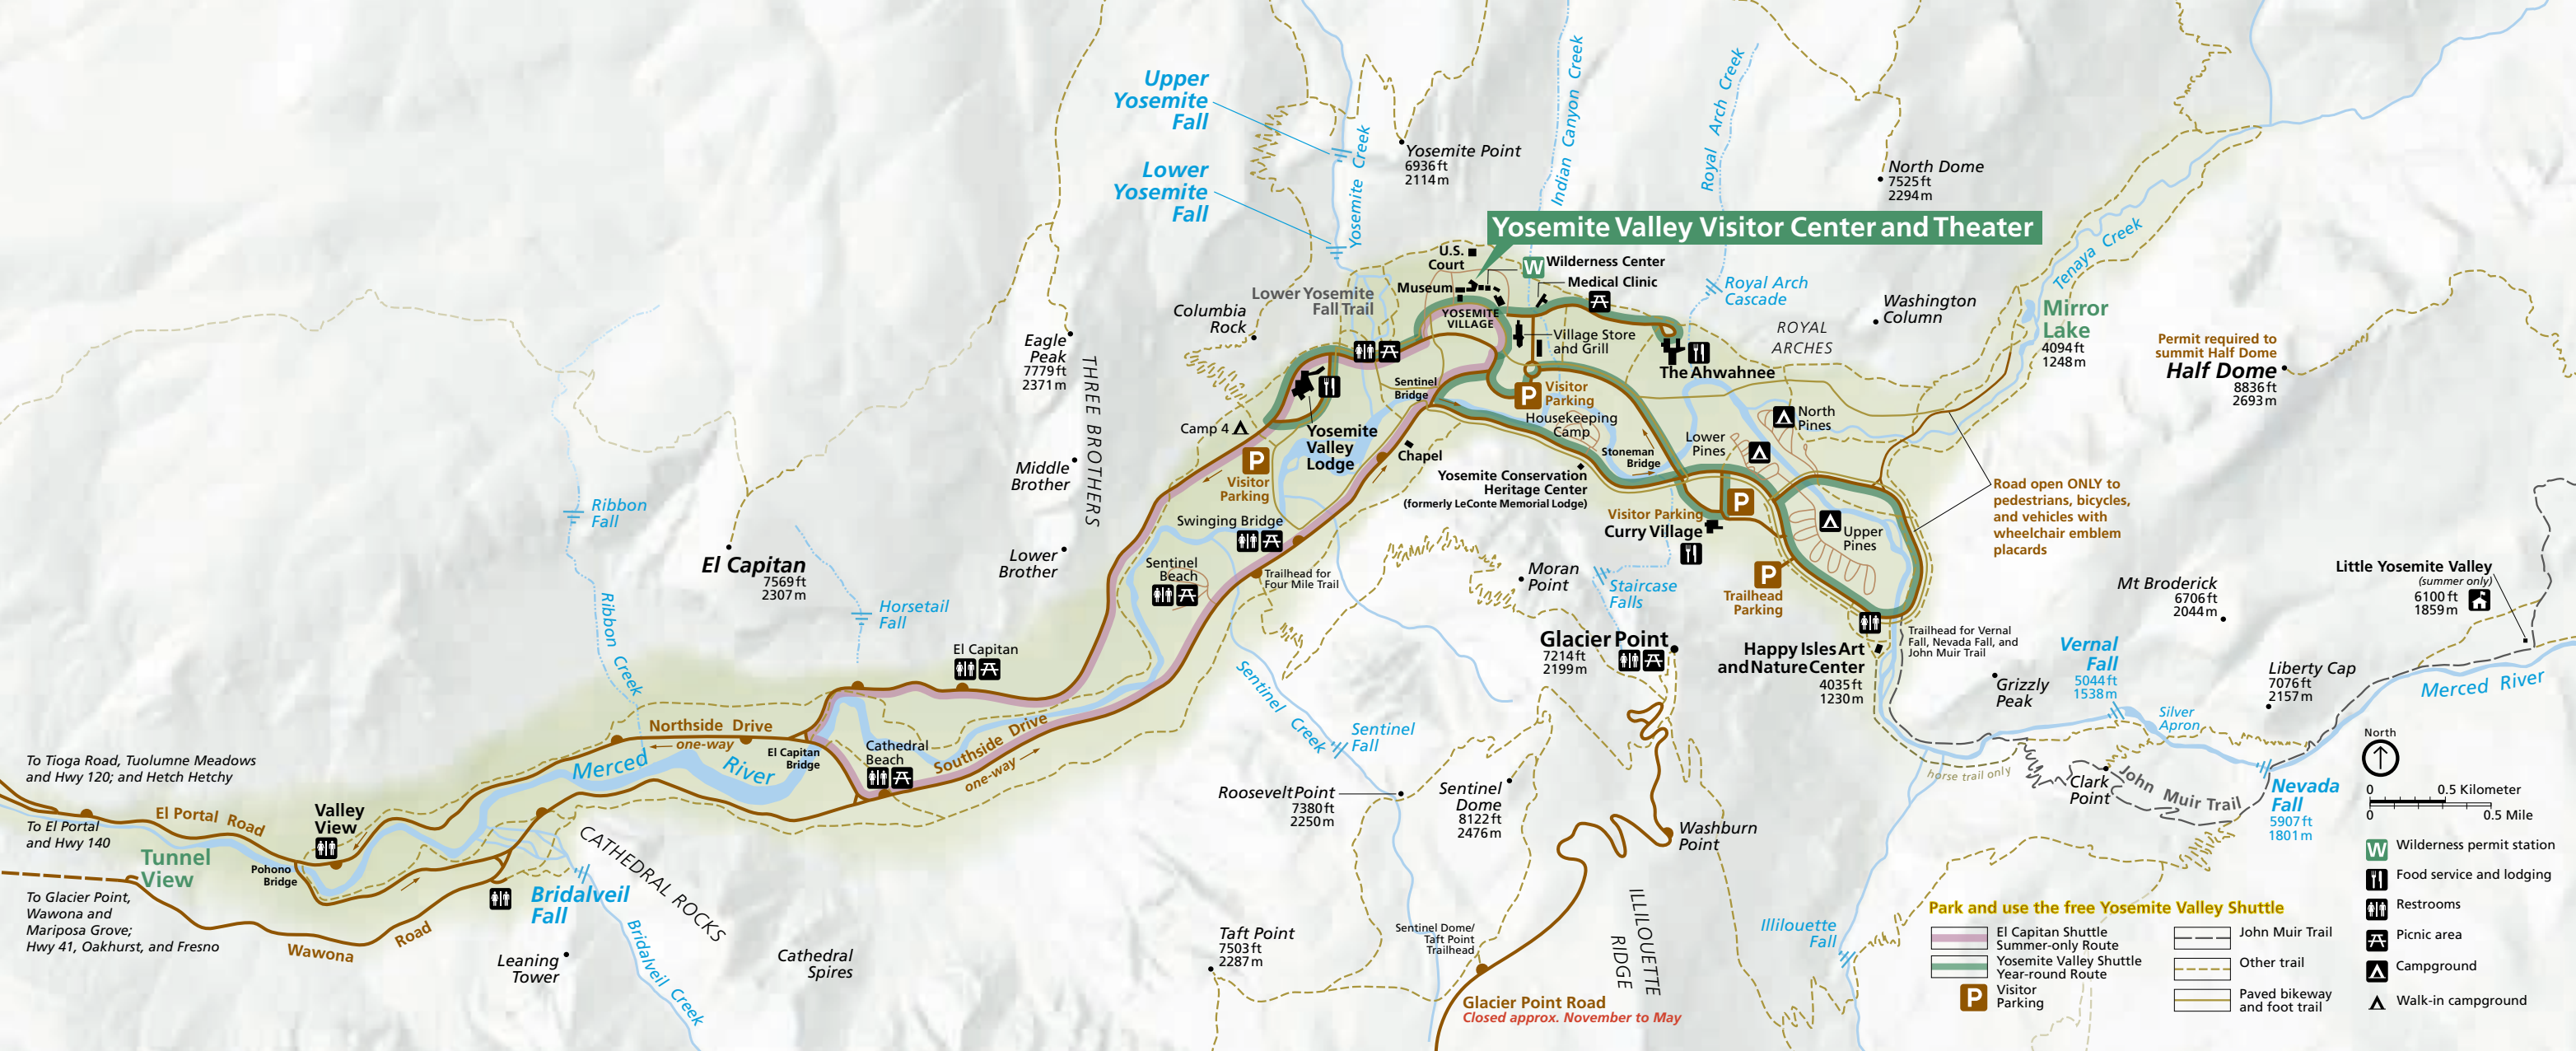 Upper
Yosemite
Fall
Lower
Yosemite
Fall
Yosemite Creek
Indian Canyon Creek
Royal Arch Creek
Yosemite Point
6936 ft
2114 m
North Dome
7525 ft
2294 m
Yosemite Valley Visitor Center and Theater
U.S.
Court
W
Wilderness Center
Medical Clinic
Museum
YOSEMITE
VILLAGE
Village Store
and Grill
Lower Yosemite
Fall Trail
Columbia
Rock
Royal Arch
Cascade
ROYAL
ARCHES
Washington
Column
Tenaya Creek
Mirror
Lake
4094 ft
1248 m
Permit required to
summit Half Dome
Half Dome
8836 ft
2693 m
Eagle
Peak
7779 ft
2371 m
THREE BROTHERS
Middle
Brother
Lower
Brother
Camp 4
P
Visitor
Parking
Yosemite
Valley
Lodge
Sentinel
Bridge
Chapel
P
Visitor
Parking
The Ahwahnee
Housekeeping
Camp
Stoneman
Bridge
Lower
Pines
North
Pines
Yosemite Conservation
Heritage Center
(formerly LeConte Memorial Lodge)
Visitor Parking
P
Curry Village
Upper
Pines
Road open ONLY to
pedestrians, bicycles,
and vehicles with
wheelchair emblem
placards
Ribbon
Fall
Ribbon Creek
El Capitan
7569 ft
2307 m
Horsetail
Fall
El Capitan
Swinging Bridge
Sentinel
Beach
Trailhead for
Four Mile Trail
Moran
Point
Staircase
Falls
P
Trailhead
Parking
Glacier Point
7214 ft
2199 m
Happy Isles Art
and Nature Center
4035 ft
1230 m
Trailhead for Vernal
Fall, Nevada Fall, and
John Muir Trail
Grizzly
Peak
Vernal
Fall
5044 ft
1538 m
Mt Broderick
6706 ft
2044 m
Little Yosemite Valley
(summer only)
6100 ft
1859 m
Liberty Cap
7076 ft
2157 m
Merced River
Silver
Apron
Sentinel Creek
Sentinel
Fall
Northside Drive
one-way
El Capitan
Bridge
Cathedral
Beach
Southside Drive
one-way
Merced River
To Tioga Road, Tuolumne Meadows
and Hwy 120; and Hetch Hetchy
El Portal Road
To El Portal
and Hwy 140
Valley
View
Tunnel
View
Pohono
Bridge
To Glacier Point,
Wawona and
Mariposa Grove;
Hwy 41, Oakhurst, and Fresno
Wawona Road
Bridalveil
Fall
CATHEDRAL ROCKS
Bridalveil Creek
Leaning
Tower
Cathedral
Spires
Roosevelt Point
7380 ft
2250 m
Sentinel
Dome
8122 ft
2476 m
Washburn
Point
Taft Point
7503 ft
2287 m
Sentinel Dome/
Taft Point
Trailhead
ILLILOUETTE
RIDGE
Illilouette
Fall
Glacier Point Road
Closed approx. November to May
horse trail only
Clark
Point
John Muir Trail
Nevada
Fall
5907 ft
1801 m
North
0 0.5 Kilometer
0 0.5 Mile
W Wilderness permit station
Food service and lodging
Restrooms
Picnic area
Campground
Walk-in campground
Park and use the free Yosemite Valley Shuttle
El Capitan Shuttle
Summer-only Route
Yosemite Valley Shuttle
Year-round Route
P
Visitor
Parking
John Muir Trail
Other trail
Paved bikeway
and foot trail